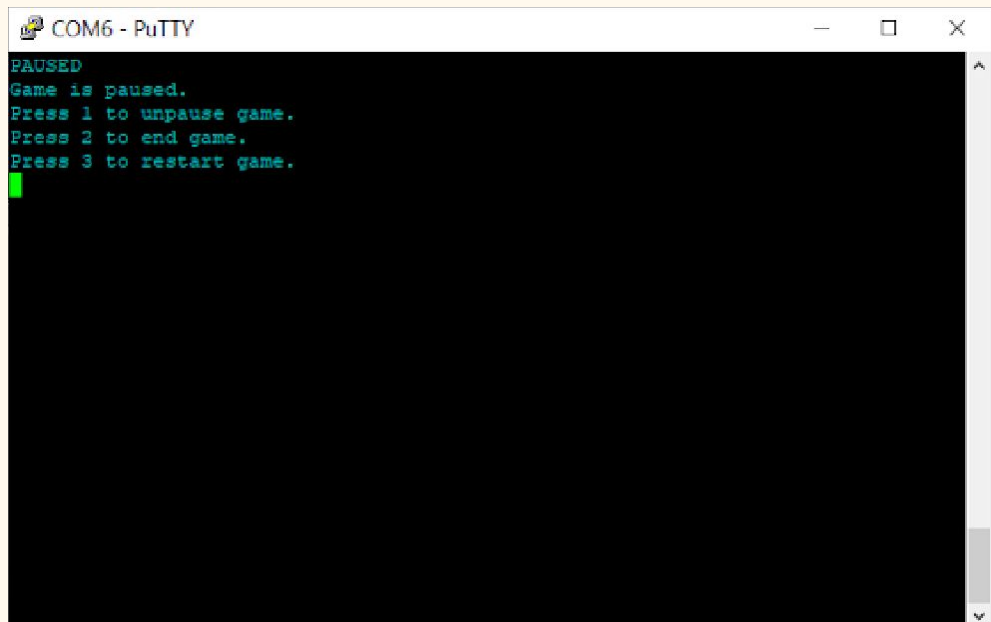 COM6 - PuTTY
PAUSED
Game is paused.
Press 1 to unpause game.
Press 2 to end game.
Press 3 to restart game.